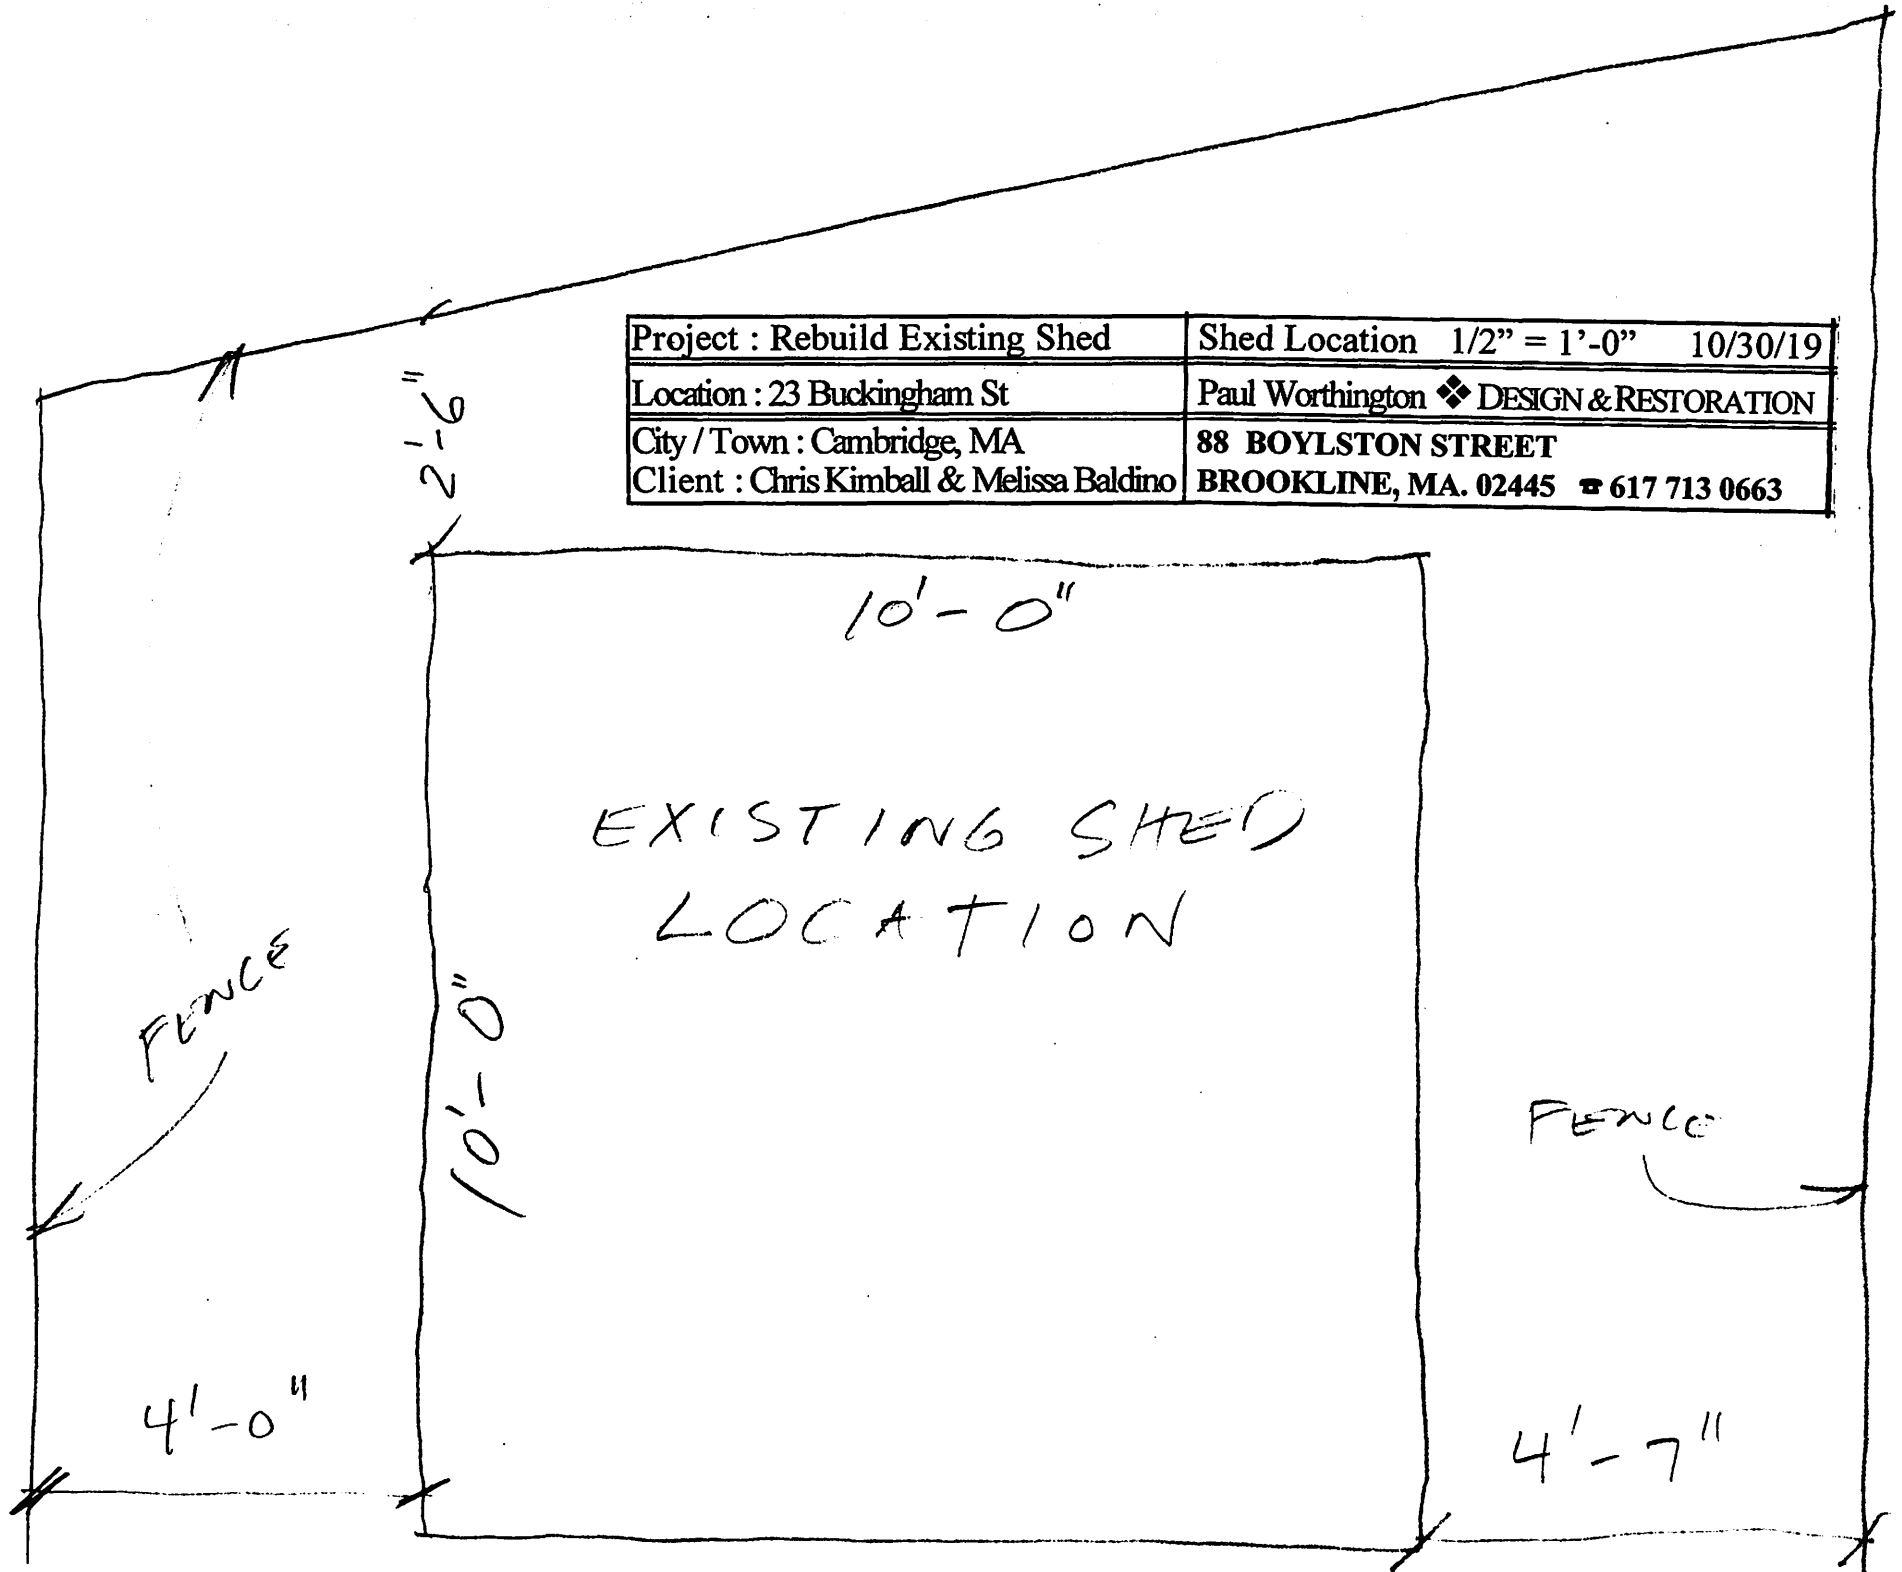 Project : Rebuild Existing Shed
Shed Location 1/2” = 1’-0” 10/30/19
Location : 23 Buckingham St
Paul Worthington ❖ DESIGN & RESTORATION
City / Town : Cambridge, MA
88 BOYLSTON STREET
Client : Chris Kimball & Melissa Baldino
BROOKLINE, MA. 02445 ☎ 617 713 0663
2'-6"
10'-0"
EXISTING SHED
LOCATION
FENCE
10'-0"
FENCE
4'-0"
4'-7"